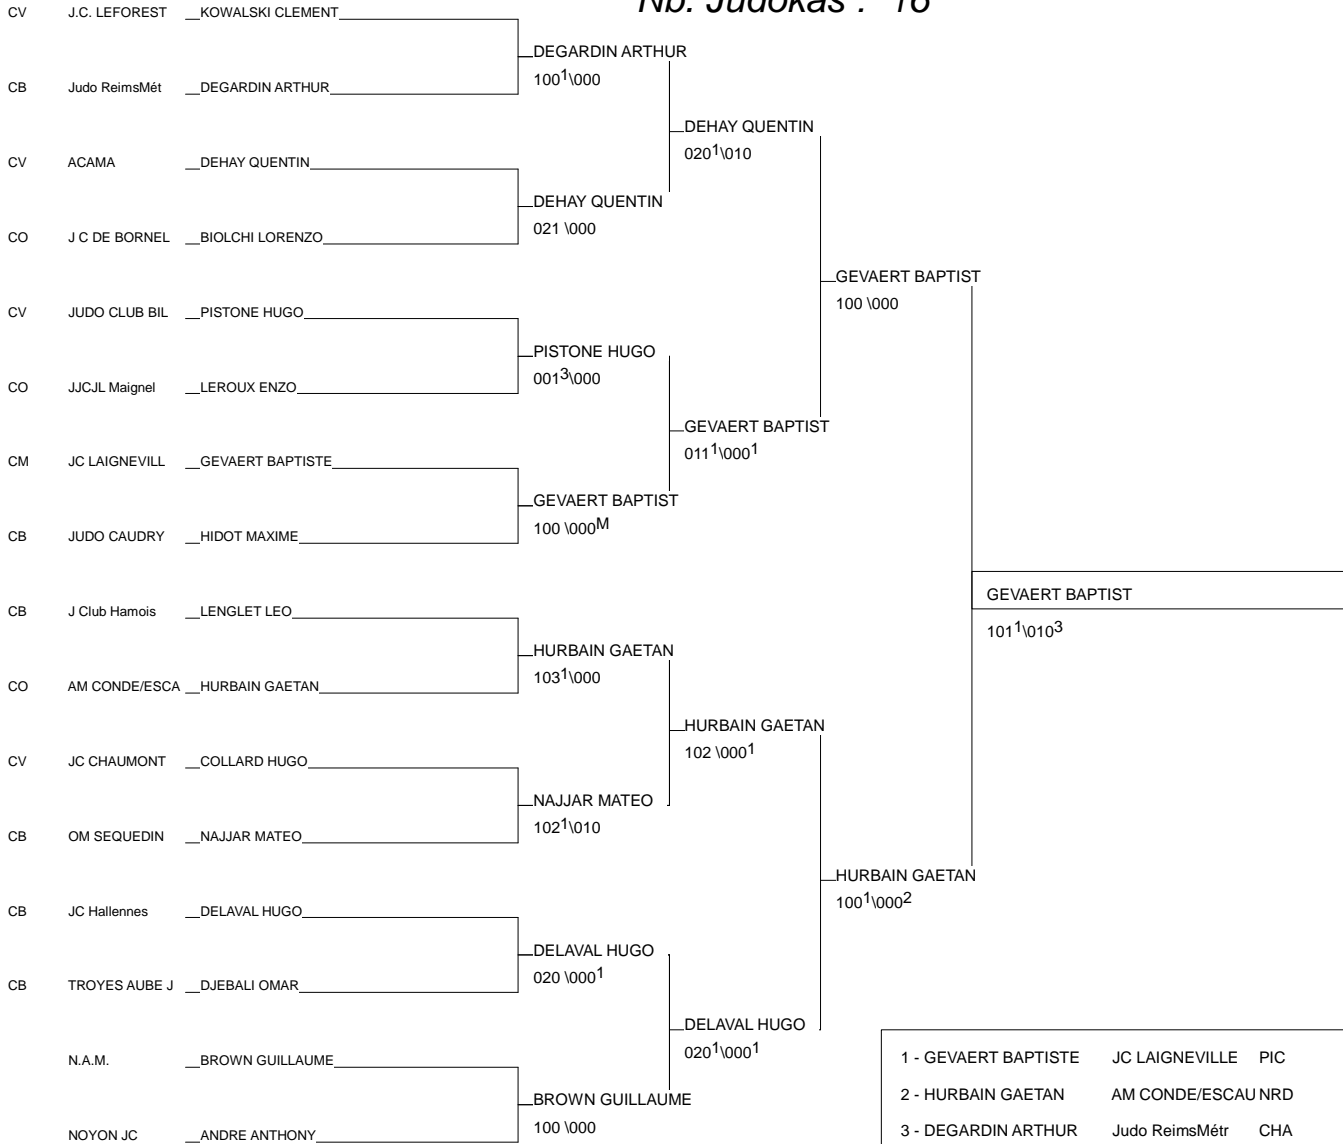 Nb. Judokas : 16
CV J.C. LEFOREST KOWALSKI CLEMENT
DEGARDIN ARTHUR
100¹\000
CB Judo ReimsMét DEGARDIN ARTHUR
DEHAY QUENTIN
020¹\010
CV ACAMA DEHAY QUENTIN
DEHAY QUENTIN
021 \000
CO J C DE BORNEL BIOLCHI LORENZO
GEVAERT BAPTIST
100 \000
CV JUDO CLUB BIL PISTONE HUGO
PISTONE HUGO
001³\000
CO JJCJL Maignel LEROUX ENZO
GEVAERT BAPTIST
011¹\000¹
CM JC LAIGNEVILL GEVAERT BAPTISTE
GEVAERT BAPTIST
100 \000ᴹ
CB JUDO CAUDRY HIDOT MAXIME
GEVAERT BAPTIST
101¹\010³
CB J Club Hamois LENGLET LEO
HURBAIN GAETAN
103¹\000
CO AM CONDE/ESCA HURBAIN GAETAN
HURBAIN GAETAN
102 \000¹
CV JC CHAUMONT COLLARD HUGO
NAJJAR MATEO
102¹\010
CB OM SEQUEDIN NAJJAR MATEO
HURBAIN GAETAN
100¹\000²
CB JC Hallennes DELAVAL HUGO
DELAVAL HUGO
020 \000¹
CB TROYES AUBE J DJEBALI OMAR
DELAVAL HUGO
020¹\000¹
N.A.M. BROWN GUILLAUME
BROWN GUILLAUME
100 \000
NOYON JC ANDRE ANTHONY
1 - GEVAERT BAPTISTE JC LAIGNEVILLE PIC
2 - HURBAIN GAETAN AM CONDE/ESCAU NRD
3 - DEGARDIN ARTHUR Judo ReimsMétr CHA